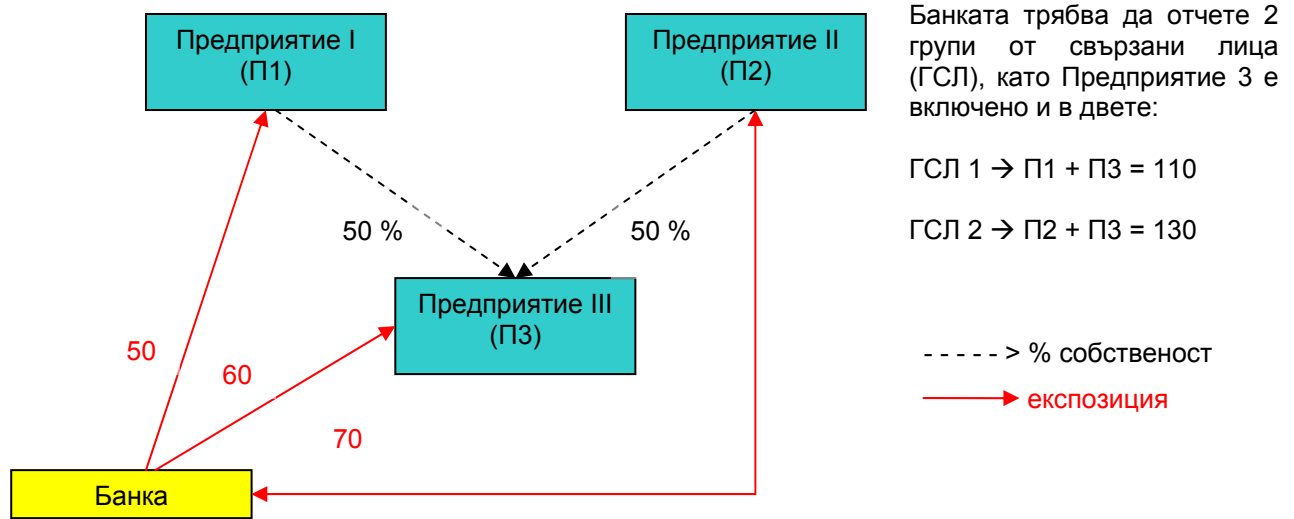 Предприятие I
(П1)
Предприятие II
(П2)
50 %
50 %
Предприятие III
(П3)
50
60
70
Банка
Банката трябва да отчете 2
групи от свързани лица
(ГСЛ), като Предприятие 3 е
включено и в двете:
ГСЛ 1 → П1 + П3 = 110
ГСЛ 2 → П2 + П3 = 130
- - - - - > % собственост
експозиция